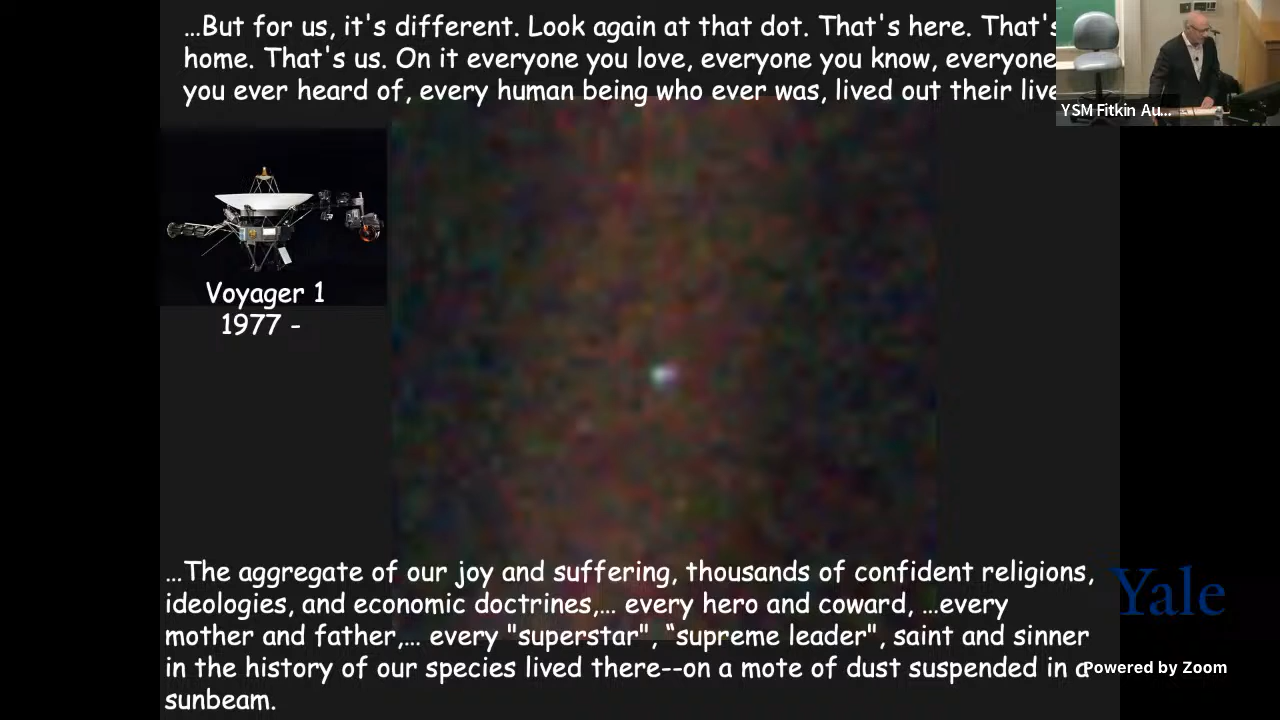 …But for us, it's different. Look again at that dot. That's here. That's
home. That's us. On it everyone you love, everyone you know, everyone
you ever heard of, every human being who ever was, lived out their live
YSM Fitkin Au...
Voyager 1
1977 -
…The aggregate of our joy and suffering, thousands of confident religions,
ideologies, and economic doctrines,… every hero and coward, …every
mother and father,… every "superstar", “supreme leader", saint and sinner
in the history of our species lived there--on a mote of dust suspended in a
sunbeam.
Yale
Powered by Zoom